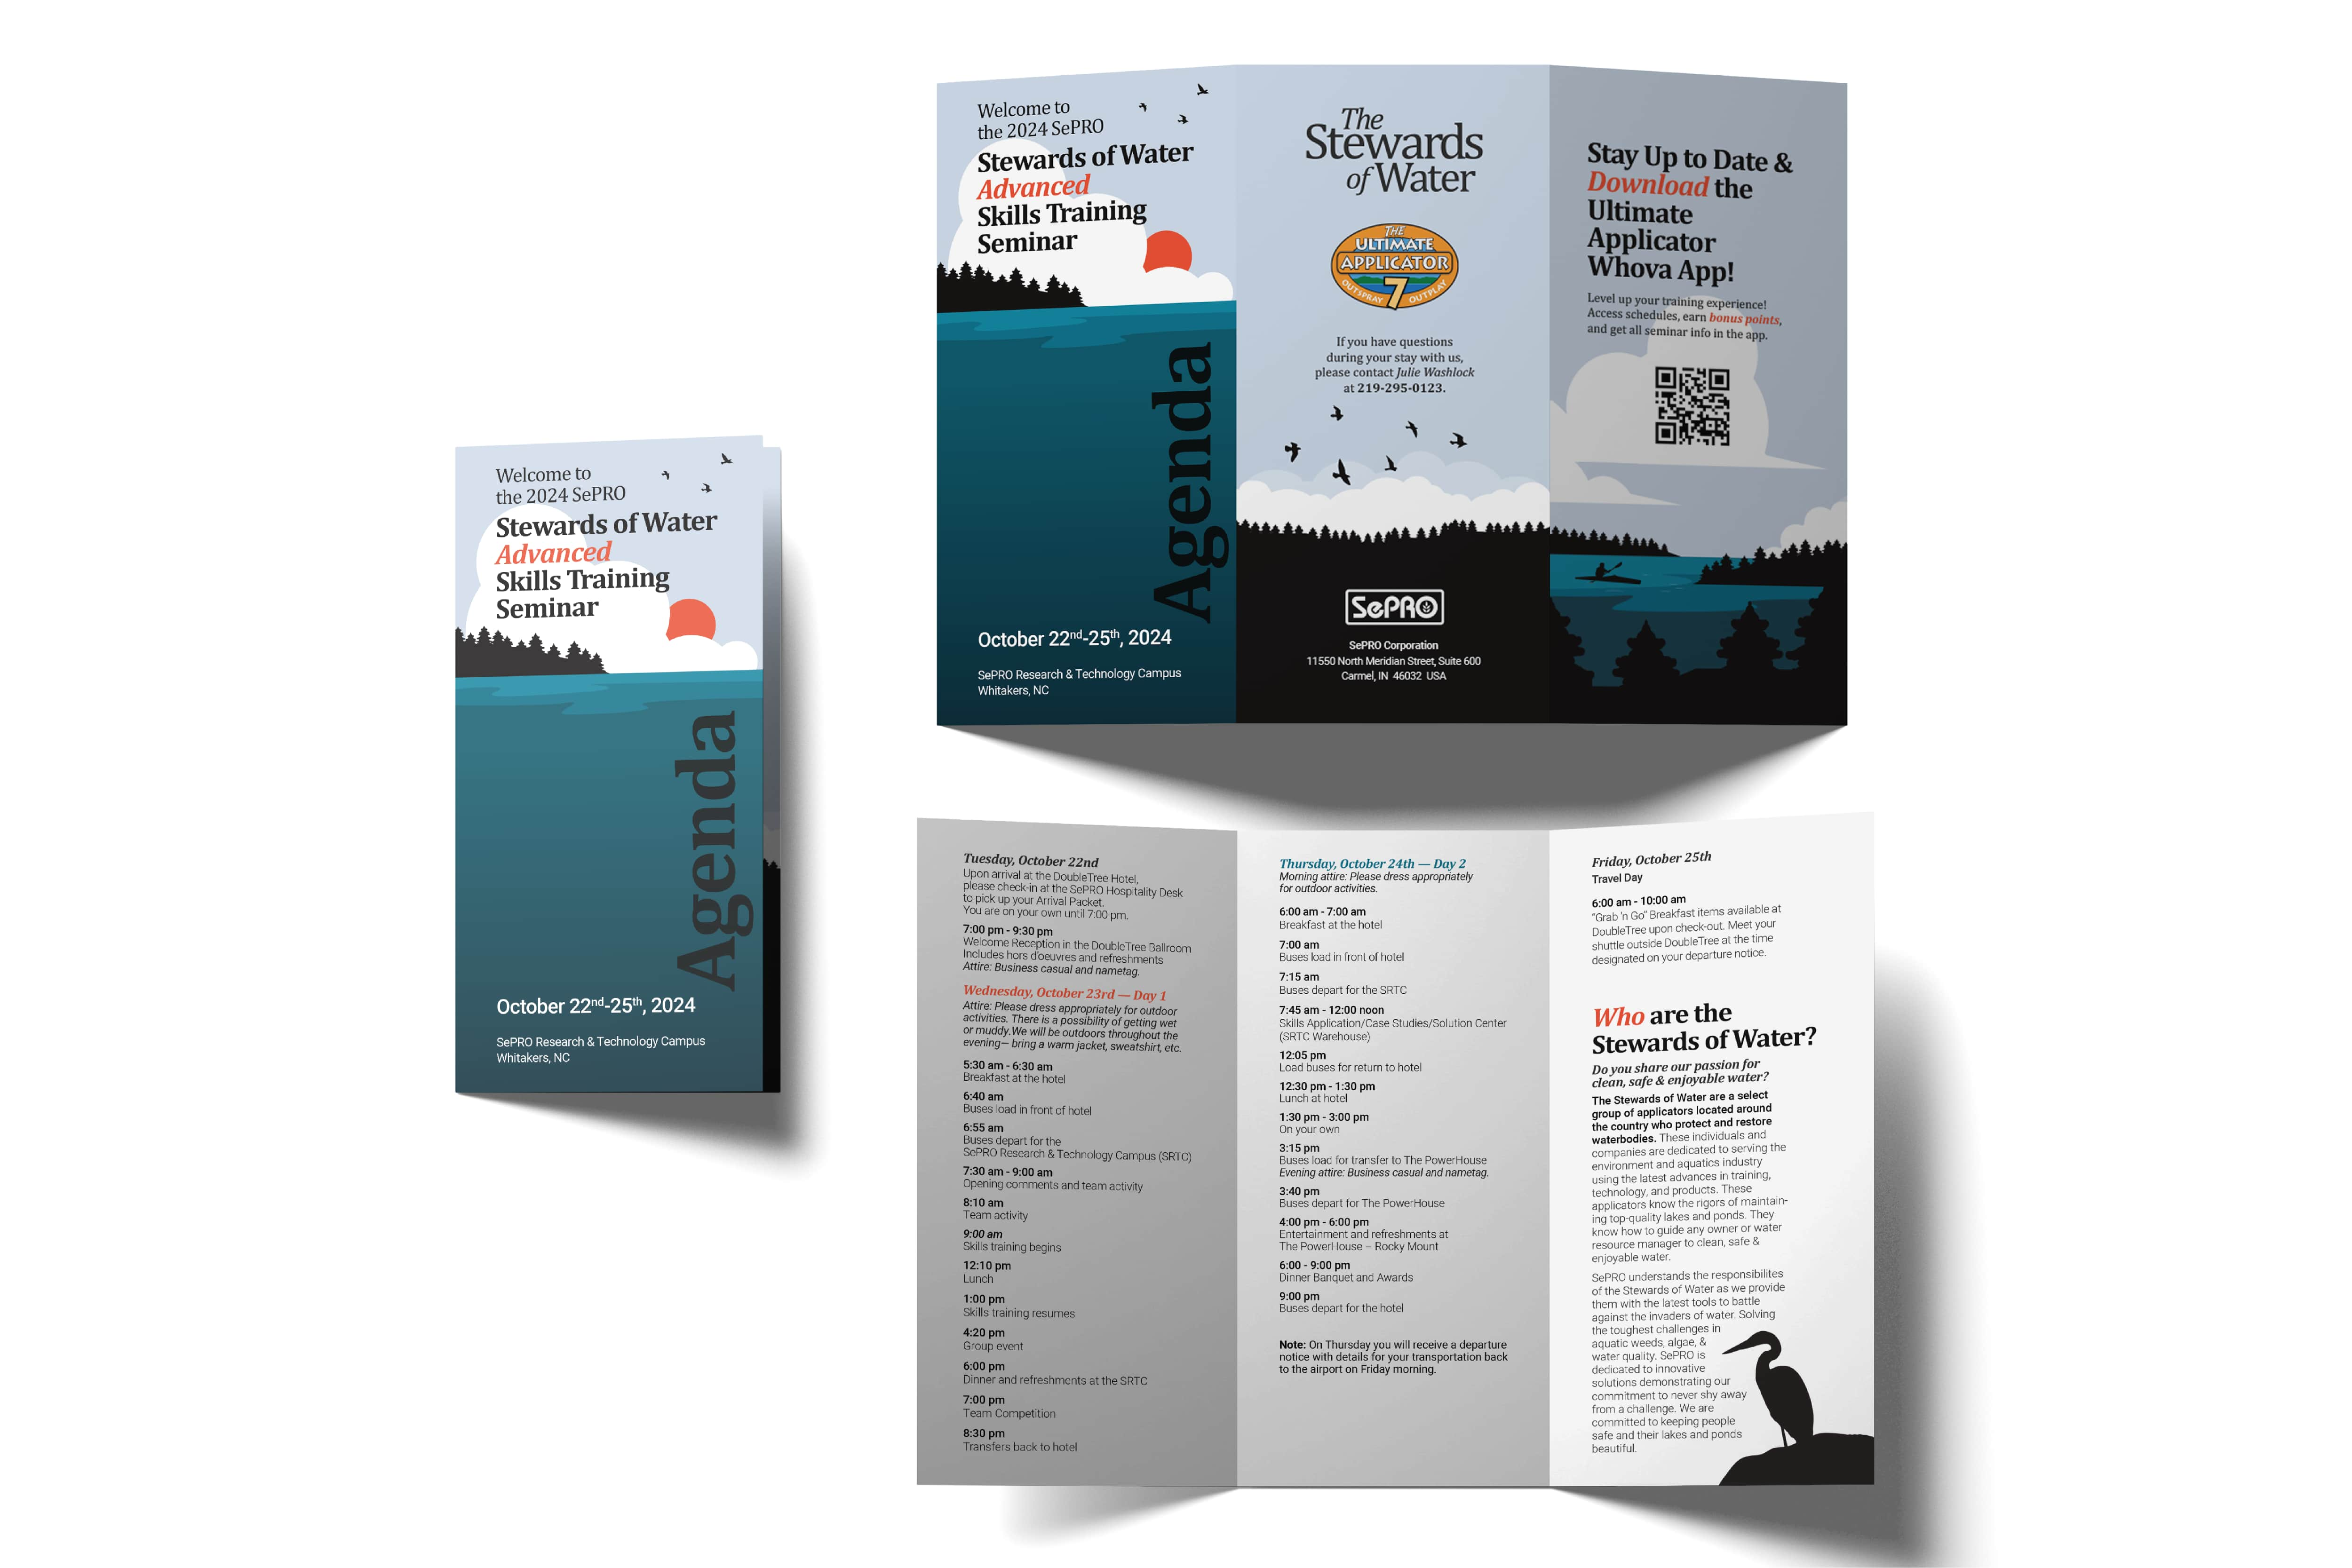 Welcome to
the 2024 SePRO
Stewards of Water
Advanced
Skills Training
Seminar
Agenda
October 22nd-25th, 2024
SePRO Research & Technology Campus
Whitakers, NC
Welcome to
the 2024 SePRO
Stewards of Water
Advanced
Skills Training
Seminar
Agenda
October 22nd-25th, 2024
SePRO Research & Technology Campus
Whitakers, NC
The
Stewards
of Water
THE
ULTIMATE
APPLICATOR
7
OUTSPRAY OUTPLAY
If you have questions
during your stay with us,
please contact Julie Washlock
at 219-295-0123.
SePRO
SePRO Corporation
11550 North Meridian Street, Suite 600
Carmel, IN 46032 USA
Stay Up to Date &
Download the
Ultimate
Applicator
Whova App!
Level up your training experience!
Access schedules, earn bonus points,
and get all seminar info in the app.
Tuesday, October 22nd
Upon arrival at the DoubleTree Hotel,
please check-in at the SePRO Hospitality Desk
to pick up your Arrival Packet.
You are on your own until 7:00 pm.
7:00 pm - 9:30 pm
Welcome Reception in the DoubleTree Ballroom
Includes hors d'oeuvres and refreshments
Attire: Business casual and nametag.
Wednesday, October 23rd — Day 1
Attire: Please dress appropriately for outdoor
activities. There is a possibility of getting wet
or muddy.We will be outdoors throughout the
evening— bring a warm jacket, sweatshirt, etc.
5:30 am - 6:30 am
Breakfast at the hotel
6:40 am
Buses load in front of hotel
6:55 am
Buses depart for the
SePRO Research & Technology Campus (SRTC)
7:30 am - 9:00 am
Opening comments and team activity
8:10 am
Team activity
9:00 am
Skills training begins
12:10 pm
Lunch
1:00 pm
Skills training resumes
4:20 pm
Group event
6:00 pm
Dinner and refreshments at the SRTC
7:00 pm
Team Competition
8:30 pm
Transfers back to hotel
Thursday, October 24th — Day 2
Morning attire: Please dress appropriately
for outdoor activities.
6:00 am - 7:00 am
Breakfast at the hotel
7:00 am
Buses load in front of hotel
7:15 am
Buses depart for the SRTC
7:45 am - 12:00 noon
Skills Application/Case Studies/Solution Center
(SRTC Warehouse)
12:05 pm
Load buses for return to hotel
12:30 pm - 1:30 pm
Lunch at hotel
1:30 pm - 3:00 pm
On your own
3:15 pm
Buses load for transfer to The PowerHouse
Evening attire: Business casual and nametag.
3:40 pm
Buses depart for The PowerHouse
4:00 pm - 6:00 pm
Entertainment and refreshments at
The PowerHouse – Rocky Mount
6:00 - 9:00 pm
Dinner Banquet and Awards
9:00 pm
Buses depart for the hotel
Note: On Thursday you will receive a departure
notice with details for your transportation back
to the airport on Friday morning.
Friday, October 25th
Travel Day
6:00 am - 10:00 am
"Grab 'n Go" Breakfast items available at
DoubleTree upon check-out. Meet your
shuttle outside DoubleTree at the time
designated on your departure notice.
Who are the
Stewards of Water?
Do you share our passion for
clean, safe & enjoyable water?
The Stewards of Water are a select
group of applicators located around
the country who protect and restore
waterbodies. These individuals and
companies are dedicated to serving the
environment and aquatics industry
using the latest advances in training,
technology, and products. These
applicators know the rigors of maintain-
ing top-quality lakes and ponds. They
know how to guide any owner or water
resource manager to clean, safe &
enjoyable water.
SePRO understands the responsibilites
of the Stewards of Water as we provide
them with the latest tools to battle
against the invaders of water. Solving
the toughest challenges in
aquatic weeds, algae, &
water quality. SePRO is
dedicated to innovative
solutions demonstrating our
commitment to never shy away
from a challenge. We are
committed to keeping people
safe and their lakes and ponds
beautiful.